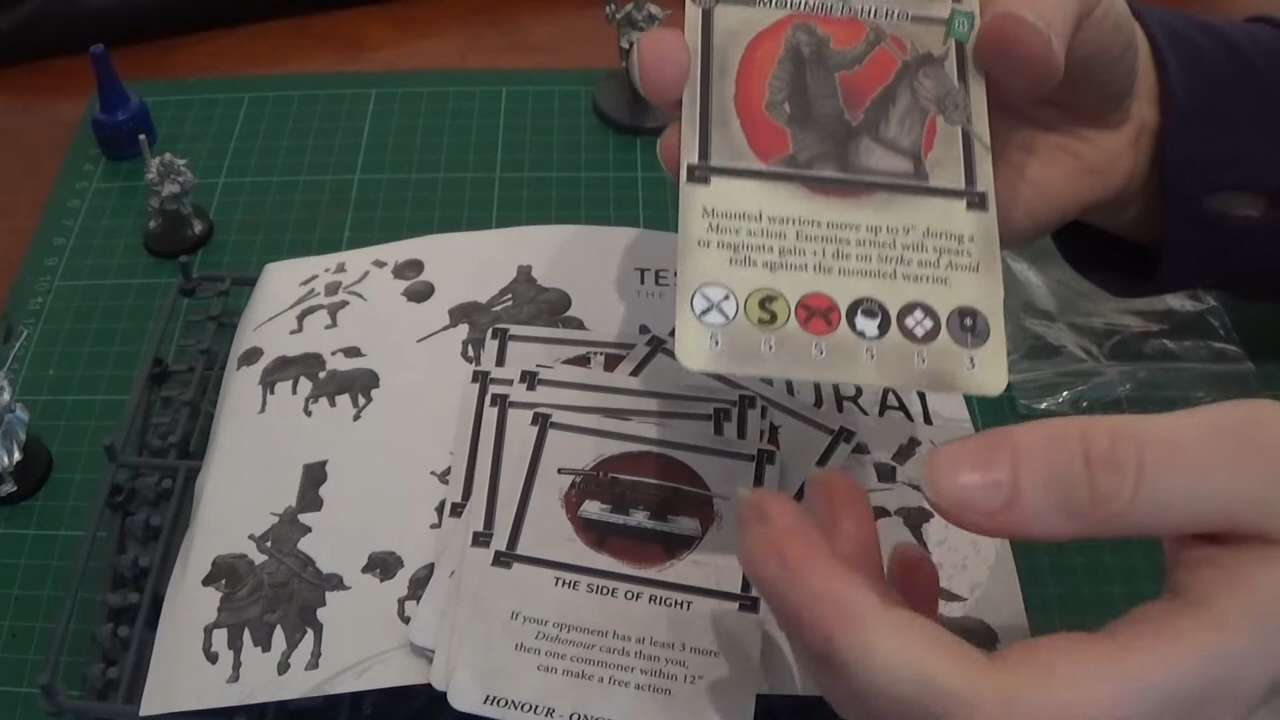 MOUNTED HERO
Mounted warriors move up to 9" during a
Move action. Enemies armed with spears
or naginata gain +1 die on Strike and Avoid
rolls against the mounted warrior.
5 5 5 5 5 3
TES
THE
URAI
THE SIDE OF RIGHT
If your opponent has at least 3 more
Dishonour cards than you,
then one commoner within 12"
can make a free action.
HONOUR -